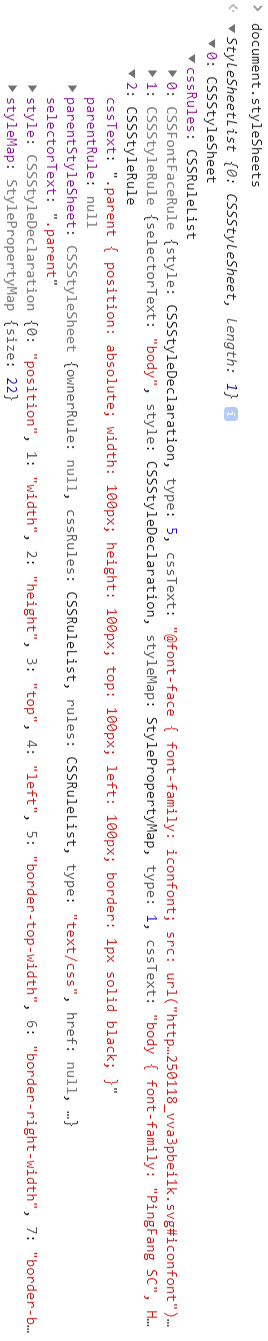 > document.styleSheets
<· ▼ StyleSheetList {0: CSSStyleSheet, length: 1} i
▼ 0: CSSStyleSheet
▼ cssRules: CSSRuleList
▶ 0: CSSFontFaceRule {style: CSSStyleDeclaration, type: 5, cssText: "@font-face { font-family: iconfont; src: url("http…250118_vva3pbei1k.svg#iconfont")…
▶ 1: CSSStyleRule {selectorText: "body", style: CSSStyleDeclaration, styleMap: StylePropertyMap, type: 1, cssText: "body { font-family: "PingFang SC", H…
▼ 2: CSSStyleRule
cssText: ".parent { position: absolute; width: 100px; height: 100px; top: 100px; left: 100px; border: 1px solid black; }"
parentRule: null
▶ parentStyleSheet: CSSStyleSheet {ownerRule: null, cssRules: CSSRuleList, rules: CSSRuleList, type: "text/css", href: null, …}
selectorText: ".parent"
▶ style: CSSStyleDeclaration {0: "position", 1: "width", 2: "height", 3: "top", 4: "left", 5: "border-top-width", 6: "border-right-width", 7: "border-b…
▶ styleMap: StylePropertyMap {size: 22}